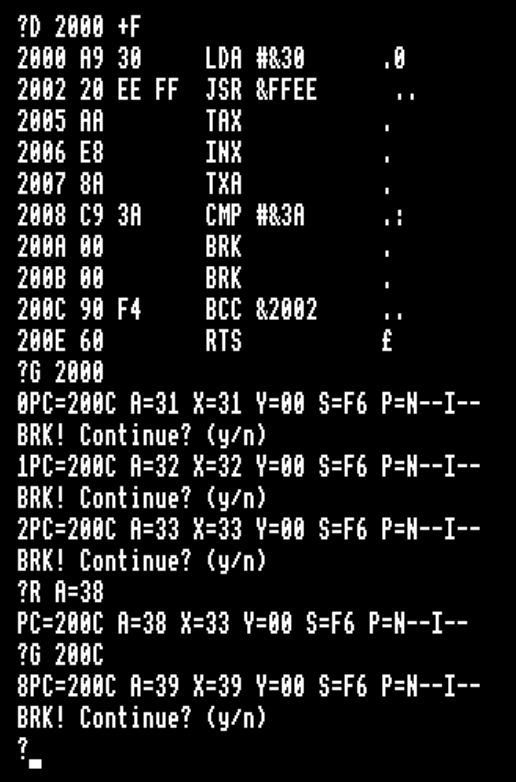 ?D 2000 +F
2000 A9 30 LDA #&30 .0
2002 20 EE FF JSR &FFEE ..
2005 AA TAX .
2006 E8 INX .
2007 8A TXA .
2008 C9 3A CMP #&3A .:
200A 00 BRK .
200B 00 BRK .
200C 90 F4 BCC &2002 ..
200E 60 RTS £
?G 2000
0PC=200C A=31 X=31 Y=00 S=F6 P=N--I--
BRK! Continue? (y/n)
1PC=200C A=32 X=32 Y=00 S=F6 P=N--I--
BRK! Continue? (y/n)
2PC=200C A=33 X=33 Y=00 S=F6 P=N--I--
BRK! Continue? (y/n)
?R A=38
PC=200C A=38 X=33 Y=00 S=F6 P=N--I--
?G 200C
8PC=200C A=39 X=39 Y=00 S=F6 P=N--I--
BRK! Continue? (y/n)
?_